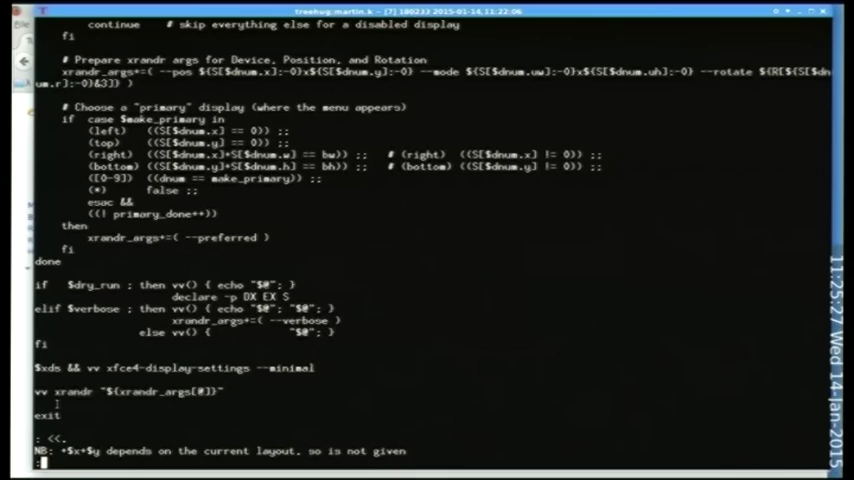 treehug:martin.k - [7] 180x33 2015-01-14,11:22:06
continue    # skip everything else for a disabled display
fi
# Prepare xrandr args for Device, Position, and Rotation
xrandr_args+=( --pos ${S[$dnum.x]:-0}x${S[$dnum.y]:-0} --mode ${S[$dnum.uw]:-0}x${S[$dnum.uh]:-0} --rotate ${R[${S[$dn
um.r]:-0}&3]} )
# Choose a "primary" display (where the menu appears)
if  case $make_primary in
(left)   ((S[$dnum.x] == 0)) ;;
(top)    ((S[$dnum.y] == 0)) ;;
(right)  ((S[$dnum.x]+S[$dnum.w] == bw)) ;;   # (right)  ((S[$dnum.x] != 0)) ;;
(bottom) ((S[$dnum.y]+S[$dnum.h] == bh)) ;;   # (bottom) ((S[$dnum.y] != 0)) ;;
([0-9])  ((dnum == make_primary)) ;;
(*)      false ;;
esac &&
((! primary_done++))
then
xrandr_args+=( --preferred )
fi
done
if   $dry_run ; then vv() { echo "$@"; }
declare -p DX EX S
elif $verbose ; then vv() { echo "$@"; "$@"; }
xrandr_args+=( --verbose )
else vv() {            "$@"; }
fi
$xds && vv xfce4-display-settings --minimal
vv xrandr "${xrandr_args[@]}"
exit
: <<.
NB: +$x+$y depends on the current layout, so is not given
:
11:25:27 Wed 14-Jan-2015